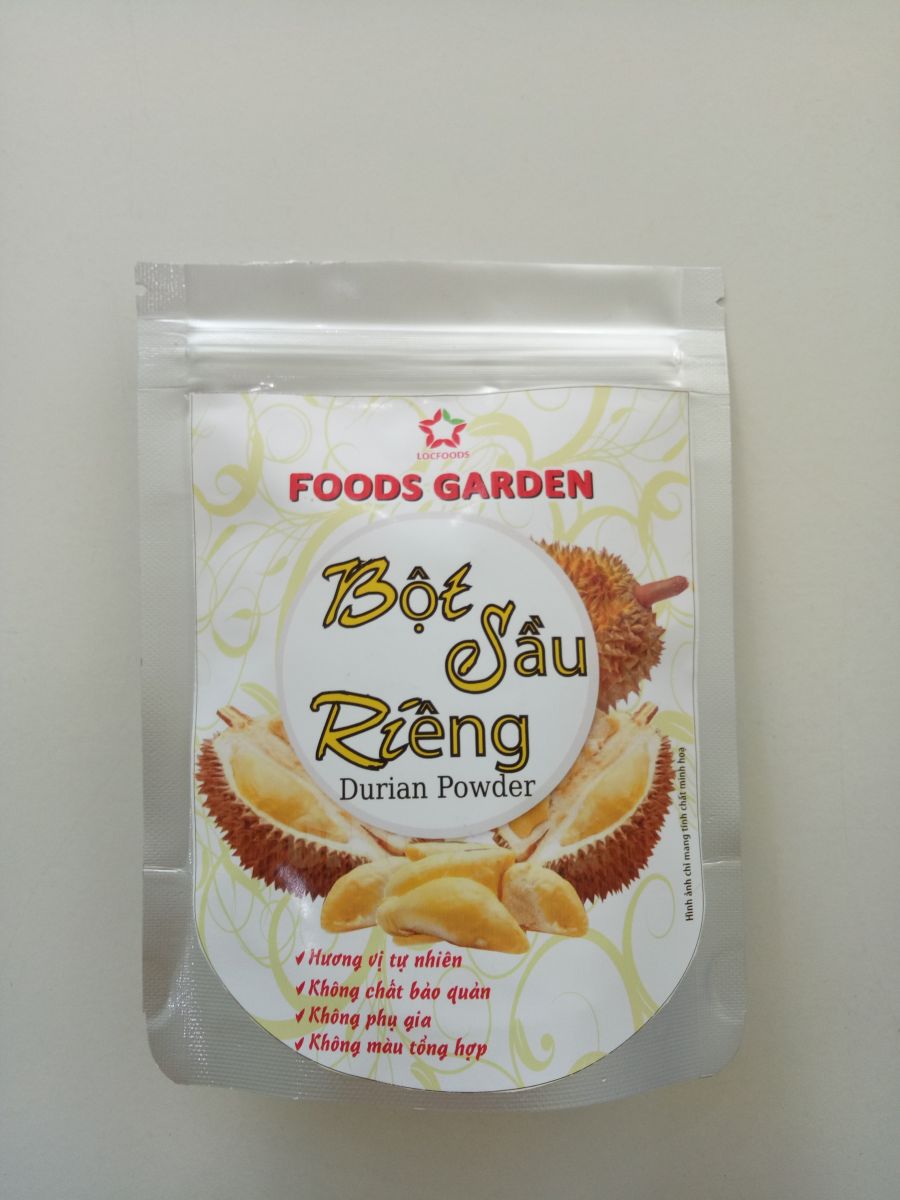 LOCFOODS
FOODS GARDEN
Bột
Sầu
Riêng
Durian Powder
Hình ảnh chỉ mang tính chất minh hoạ
✓ Hương vị tự nhiên
✓ Không chất bảo quản
✓ Không phụ gia
✓ Không màu tổng hợp